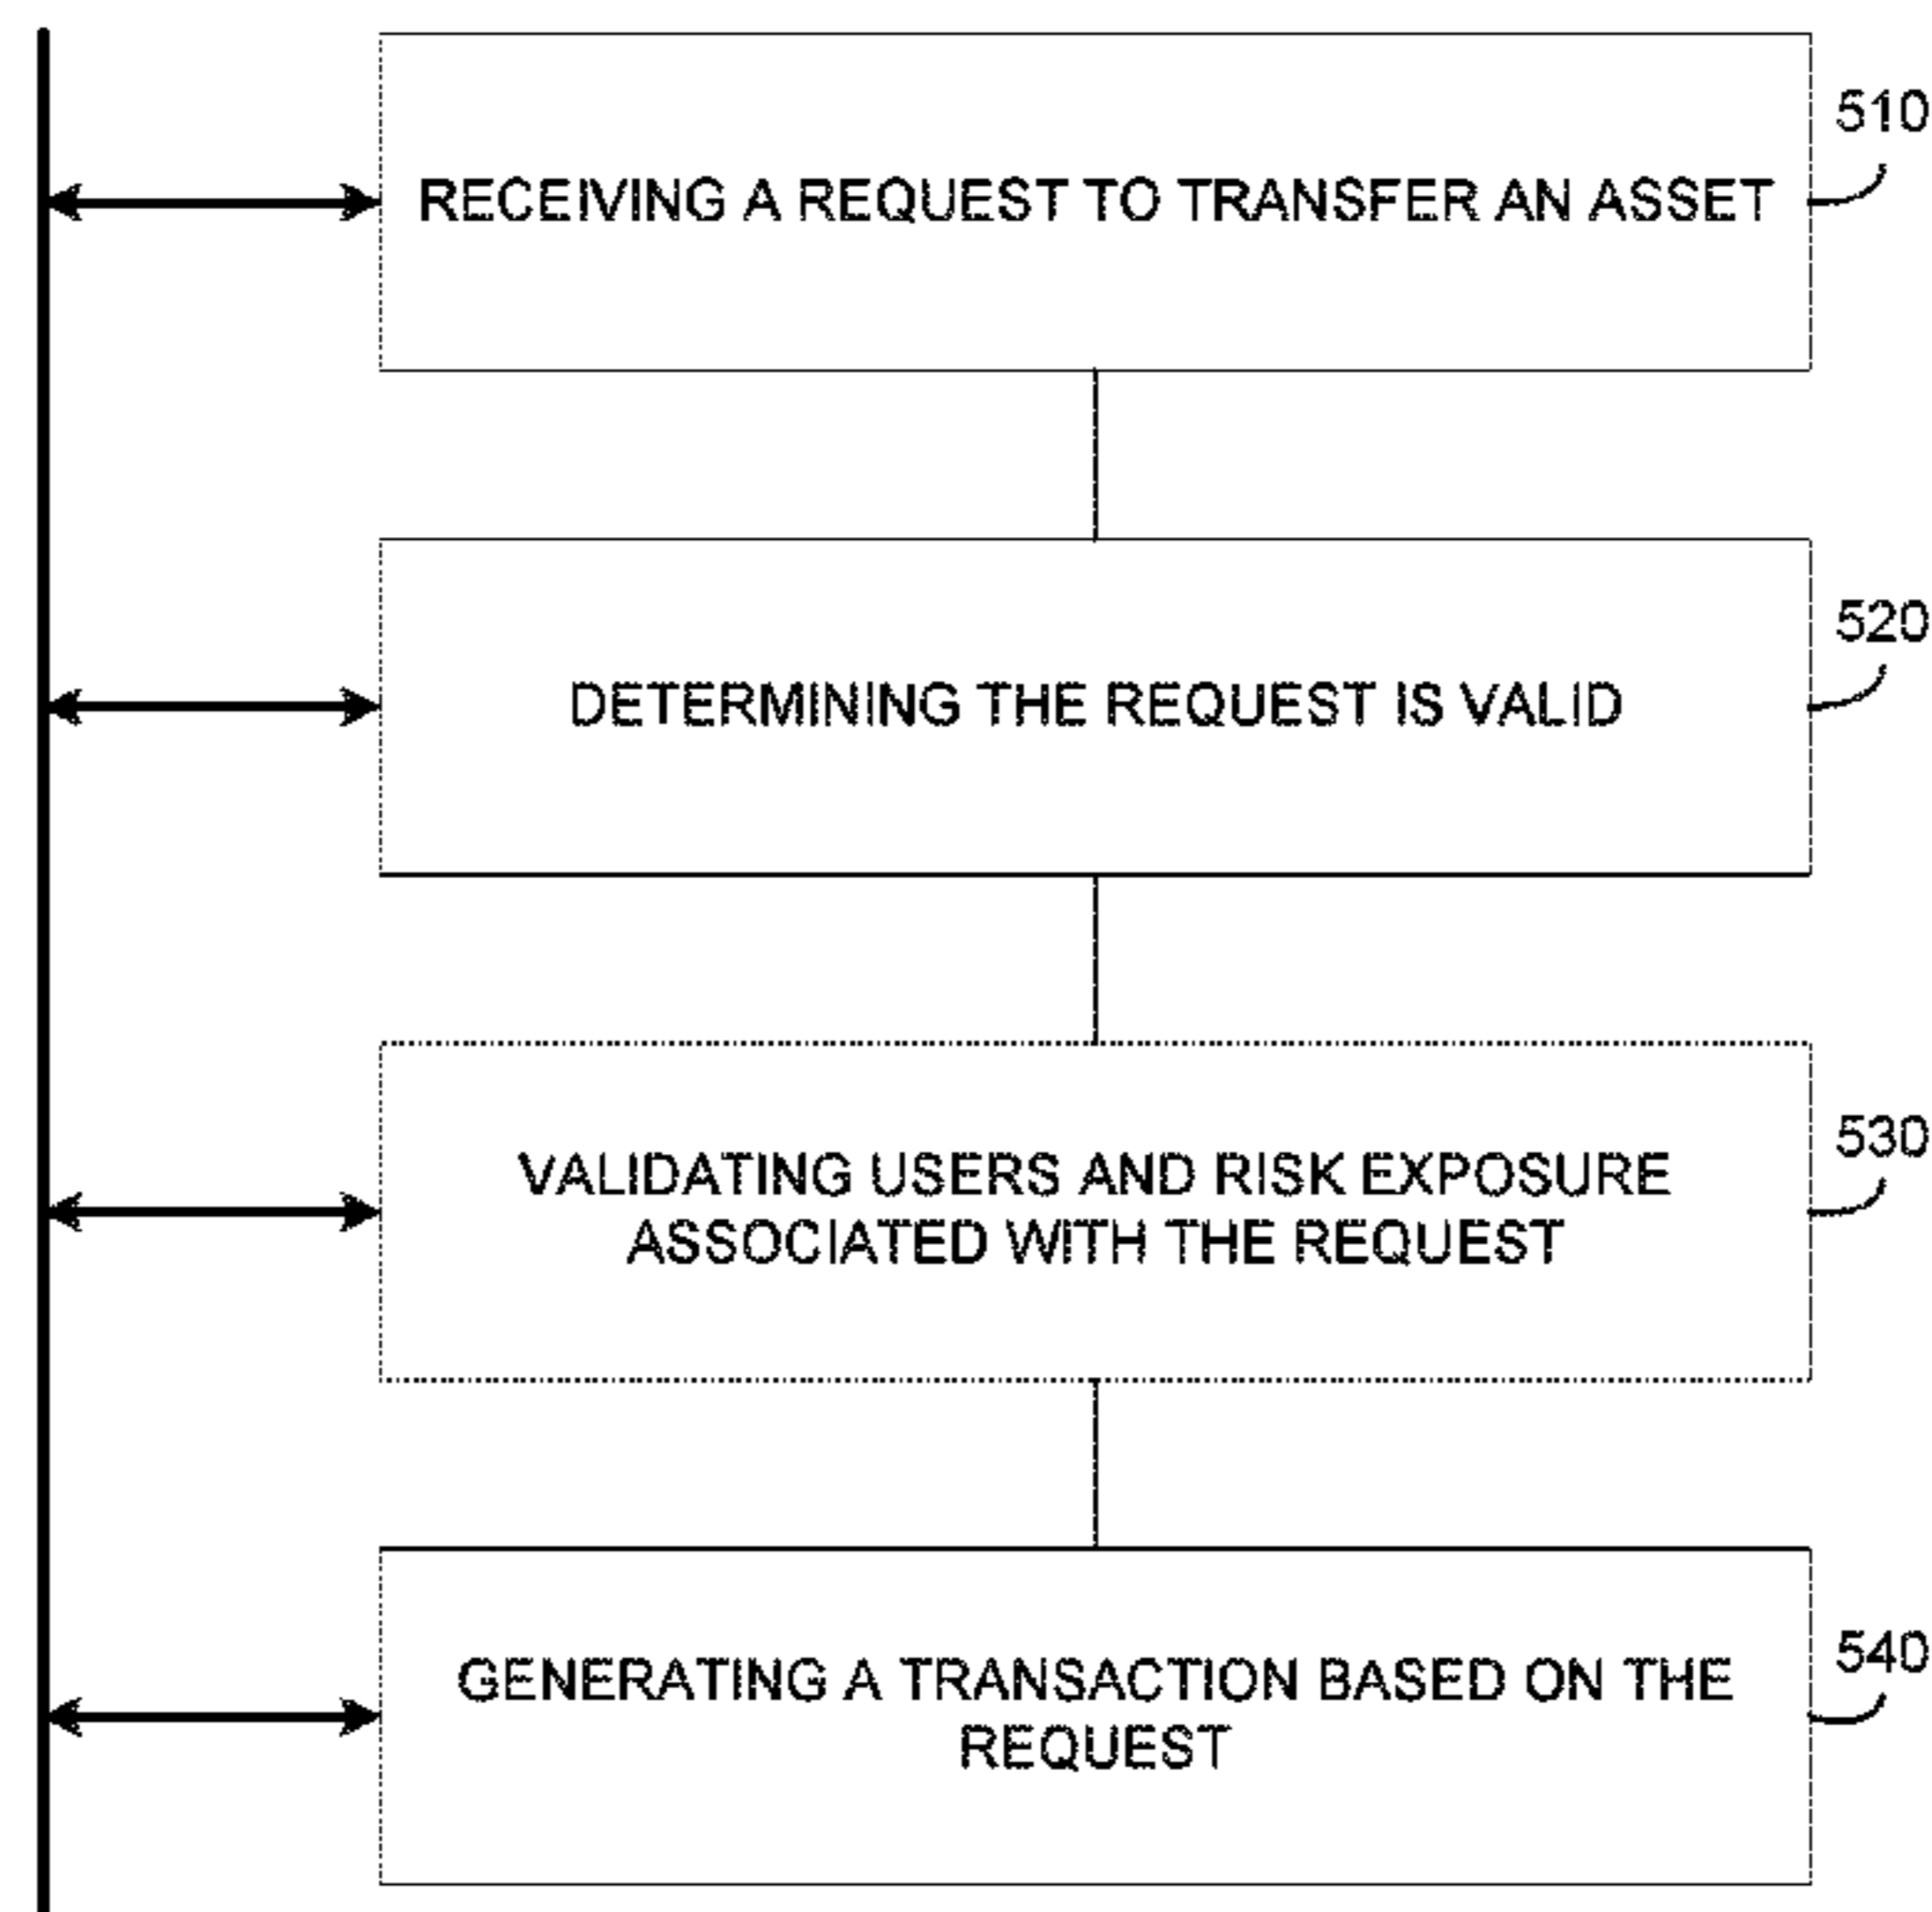 510
RECEIVING A REQUEST TO TRANSFER AN ASSET
520
DETERMINING THE REQUEST IS VALID
530
VALIDATING USERS AND RISK EXPOSURE
ASSOCIATED WITH THE REQUEST
540
GENERATING A TRANSACTION BASED ON THE
REQUEST